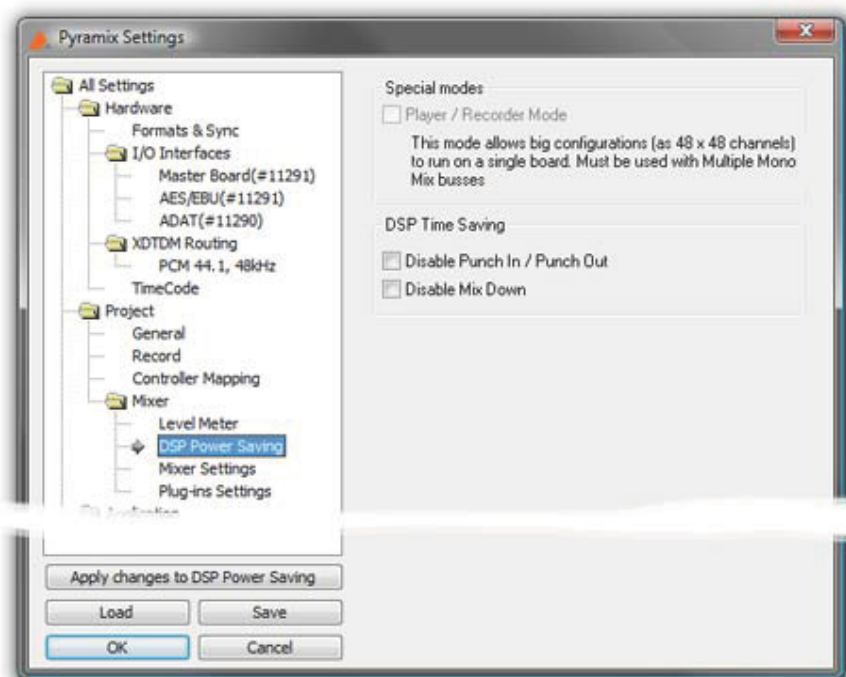 Pyramix Settings
All Settings
Hardware
Formats & Sync
I/O Interfaces
Master Board(#11291)
AES/EBU(#11291)
ADAT(#11290)
XDTDM Routing
PCM 44.1, 48kHz
TimeCode
Project
General
Record
Controller Mapping
Mixer
Level Meter
DSP Power Saving
Mixer Settings
Plug-ins Settings
Apply changes to DSP Power Saving
Load
Save
OK
Cancel
Special modes
Player / Recorder Mode
This mode allows big configurations (as 48 x 48 channels)
to run on a single board. Must be used with Multiple Mono
Mix busses
DSP Time Saving
Disable Punch In / Punch Out
Disable Mix Down